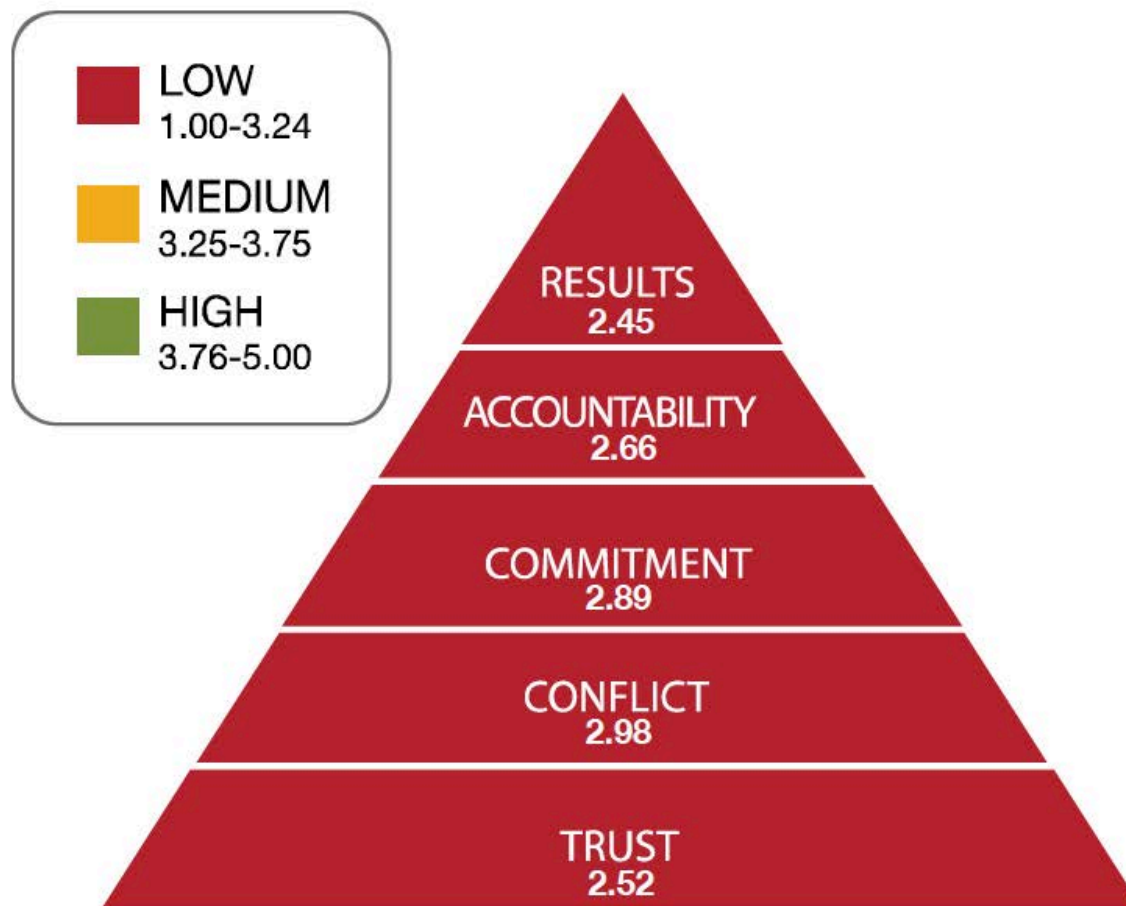 LOW
1.00-3.24
MEDIUM
3.25-3.75
HIGH
3.76-5.00
RESULTS
2.45
ACCOUNTABILITY
2.66
COMMITMENT
2.89
CONFLICT
2.98
TRUST
2.52